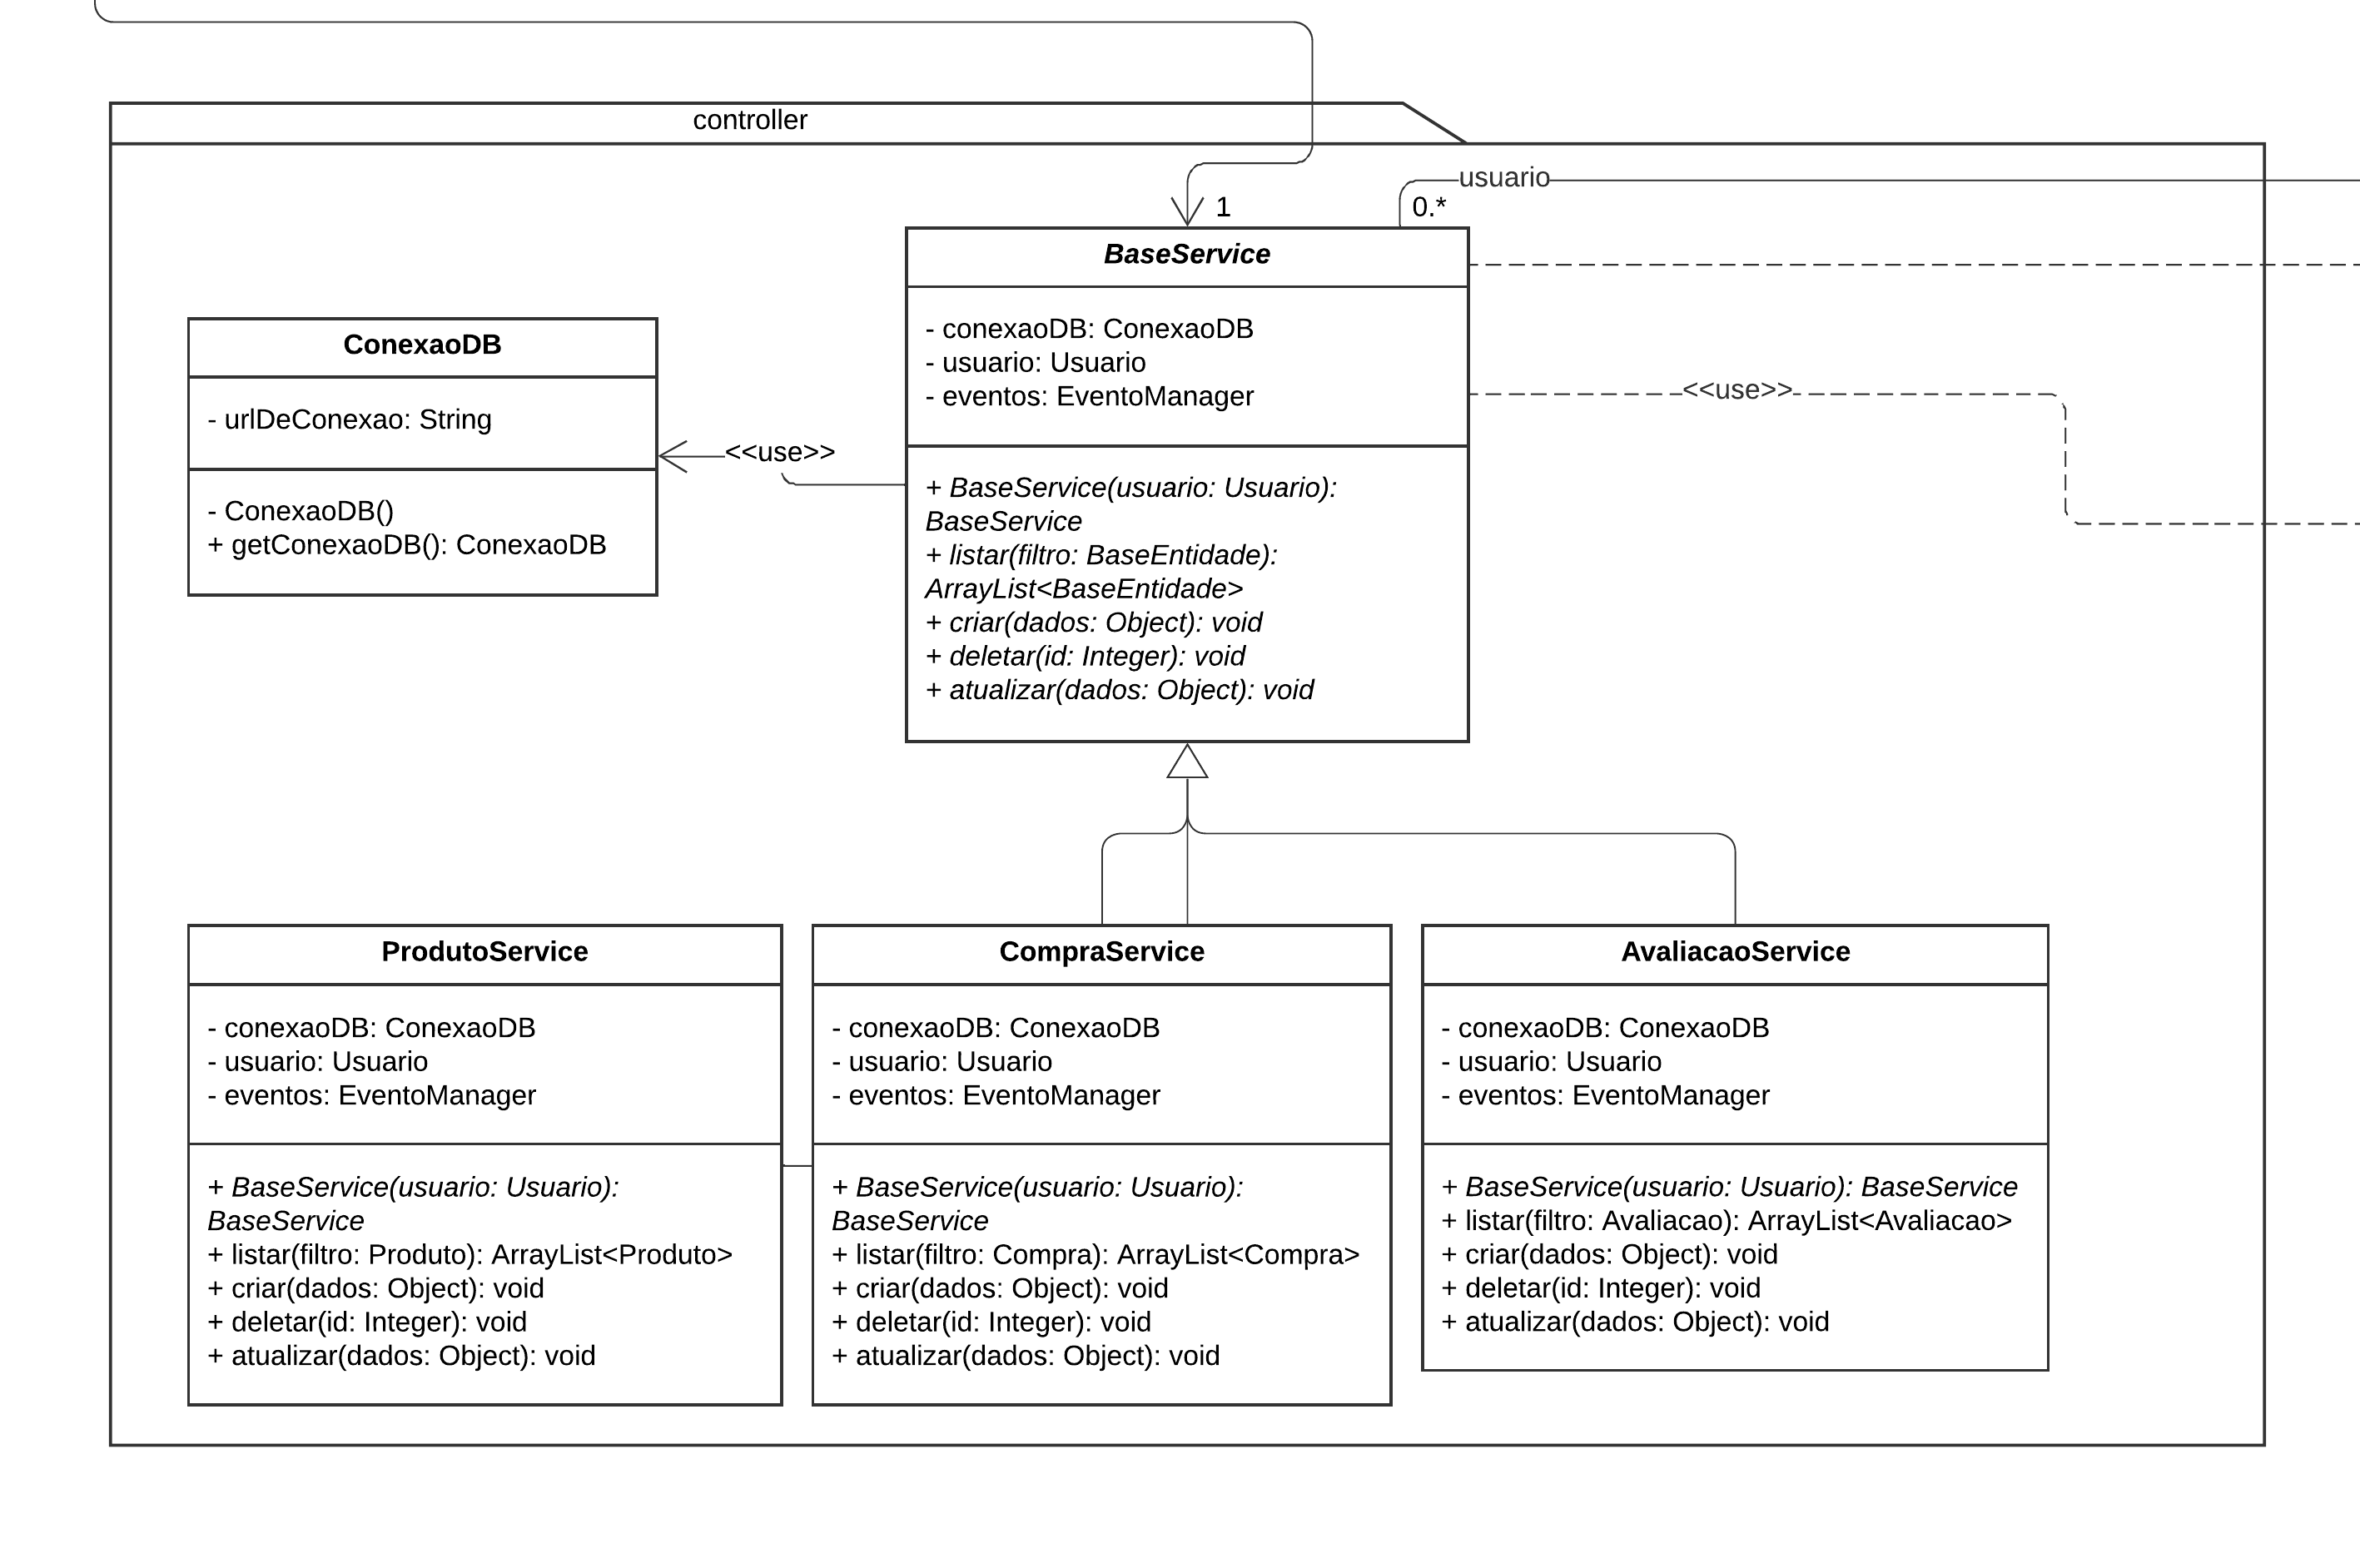 controller
usuario
1
0.*
BaseService
- conexaoDB: ConexaoDB
- usuario: Usuario
- eventos: EventoManager
+ BaseService(usuario: Usuario):
BaseService
+ listar(filtro: BaseEntidade):
ArrayList<BaseEntidade>
+ criar(dados: Object): void
+ deletar(id: Integer): void
+ atualizar(dados: Object): void
ConexaoDB
- urlDeConexao: String
- ConexaoDB()
+ getConexaoDB(): ConexaoDB
<<use>>
<<use>>
ProdutoService
- conexaoDB: ConexaoDB
- usuario: Usuario
- eventos: EventoManager
+ BaseService(usuario: Usuario):
BaseService
+ listar(filtro: Produto): ArrayList<Produto>
+ criar(dados: Object): void
+ deletar(id: Integer): void
+ atualizar(dados: Object): void
CompraService
- conexaoDB: ConexaoDB
- usuario: Usuario
- eventos: EventoManager
+ BaseService(usuario: Usuario):
BaseService
+ listar(filtro: Compra): ArrayList<Compra>
+ criar(dados: Object): void
+ deletar(id: Integer): void
+ atualizar(dados: Object): void
AvaliacaoService
- conexaoDB: ConexaoDB
- usuario: Usuario
- eventos: EventoManager
+ BaseService(usuario: Usuario): BaseService
+ listar(filtro: Avaliacao): ArrayList<Avaliacao>
+ criar(dados: Object): void
+ deletar(id: Integer): void
+ atualizar(dados: Object): void